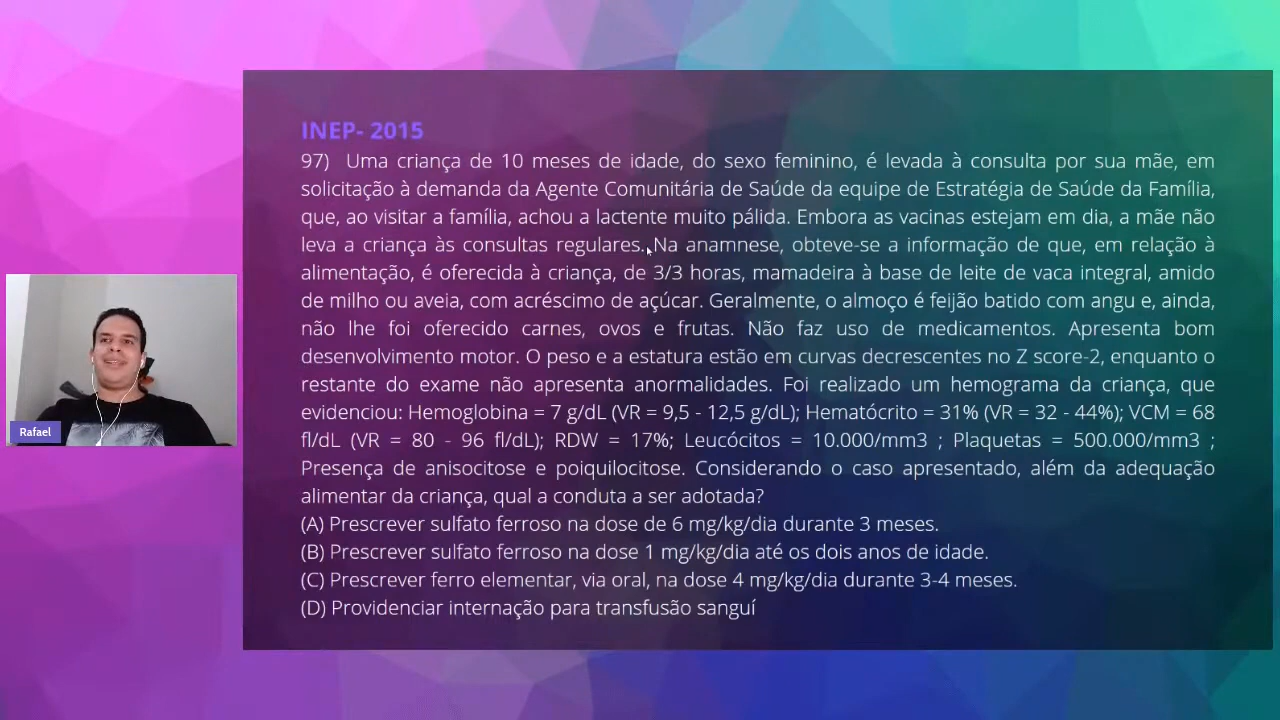 INEP- 2015
97) Uma criança de 10 meses de idade, do sexo feminino, é levada à consulta por sua mãe, em
solicitação à demanda da Agente Comunitária de Saúde da equipe de Estratégia de Saúde da Família,
que, ao visitar a família, achou a lactente muito pálida. Embora as vacinas estejam em dia, a mãe não
leva a criança às consultas regulares. Na anamnese, obteve-se a informação de que, em relação à
alimentação, é oferecida à criança, de 3/3 horas, mamadeira à base de leite de vaca integral, amido
de milho ou aveia, com acréscimo de açúcar. Geralmente, o almoço é feijão batido com angu e, ainda,
não lhe foi oferecido carnes, ovos e frutas. Não faz uso de medicamentos. Apresenta bom
desenvolvimento motor. O peso e a estatura estão em curvas decrescentes no Z score-2, enquanto o
restante do exame não apresenta anormalidades. Foi realizado um hemograma da criança, que
evidenciou: Hemoglobina = 7 g/dL (VR = 9,5 - 12,5 g/dL); Hematócrito = 31% (VR = 32 - 44%); VCM = 68
fl/dL (VR = 80 - 96 fl/dL); RDW = 17%; Leucócitos = 10.000/mm3 ; Plaquetas = 500.000/mm3 ;
Presença de anisocitose e poiquilocitose. Considerando o caso apresentado, além da adequação
alimentar da criança, qual a conduta a ser adotada?
(A) Prescrever sulfato ferroso na dose de 6 mg/kg/dia durante 3 meses.
(B) Prescrever sulfato ferroso na dose 1 mg/kg/dia até os dois anos de idade.
(C) Prescrever ferro elementar, via oral, na dose 4 mg/kg/dia durante 3-4 meses.
(D) Providenciar internação para transfusão sanguí
Rafael